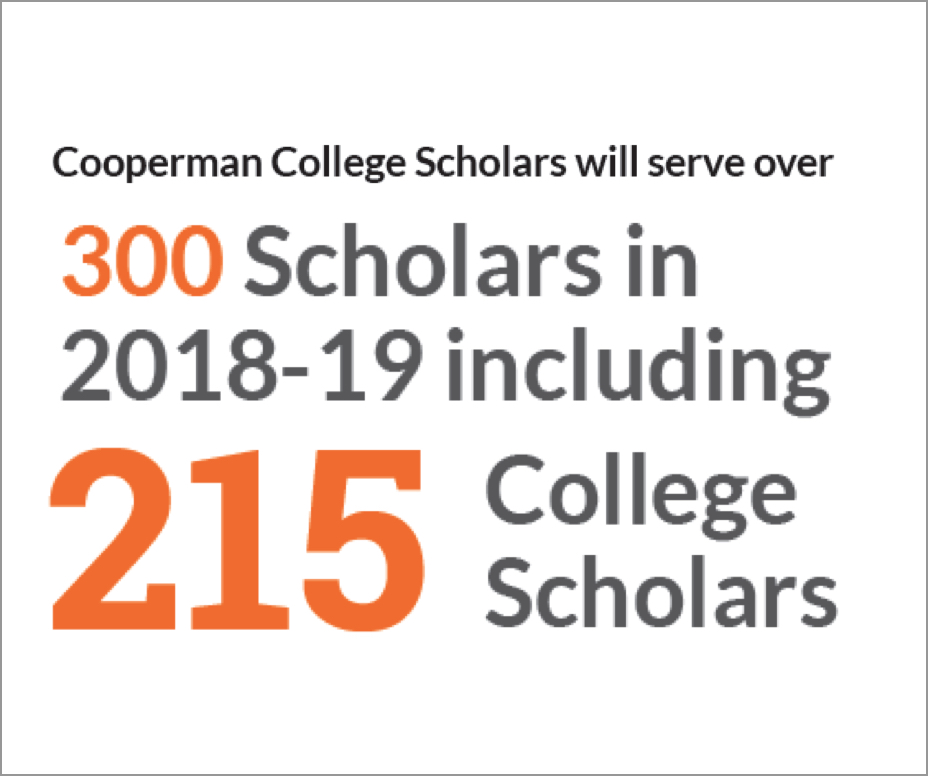 Cooperman College Scholars will serve over
300 Scholars in
2018-19 including
215 College
Scholars